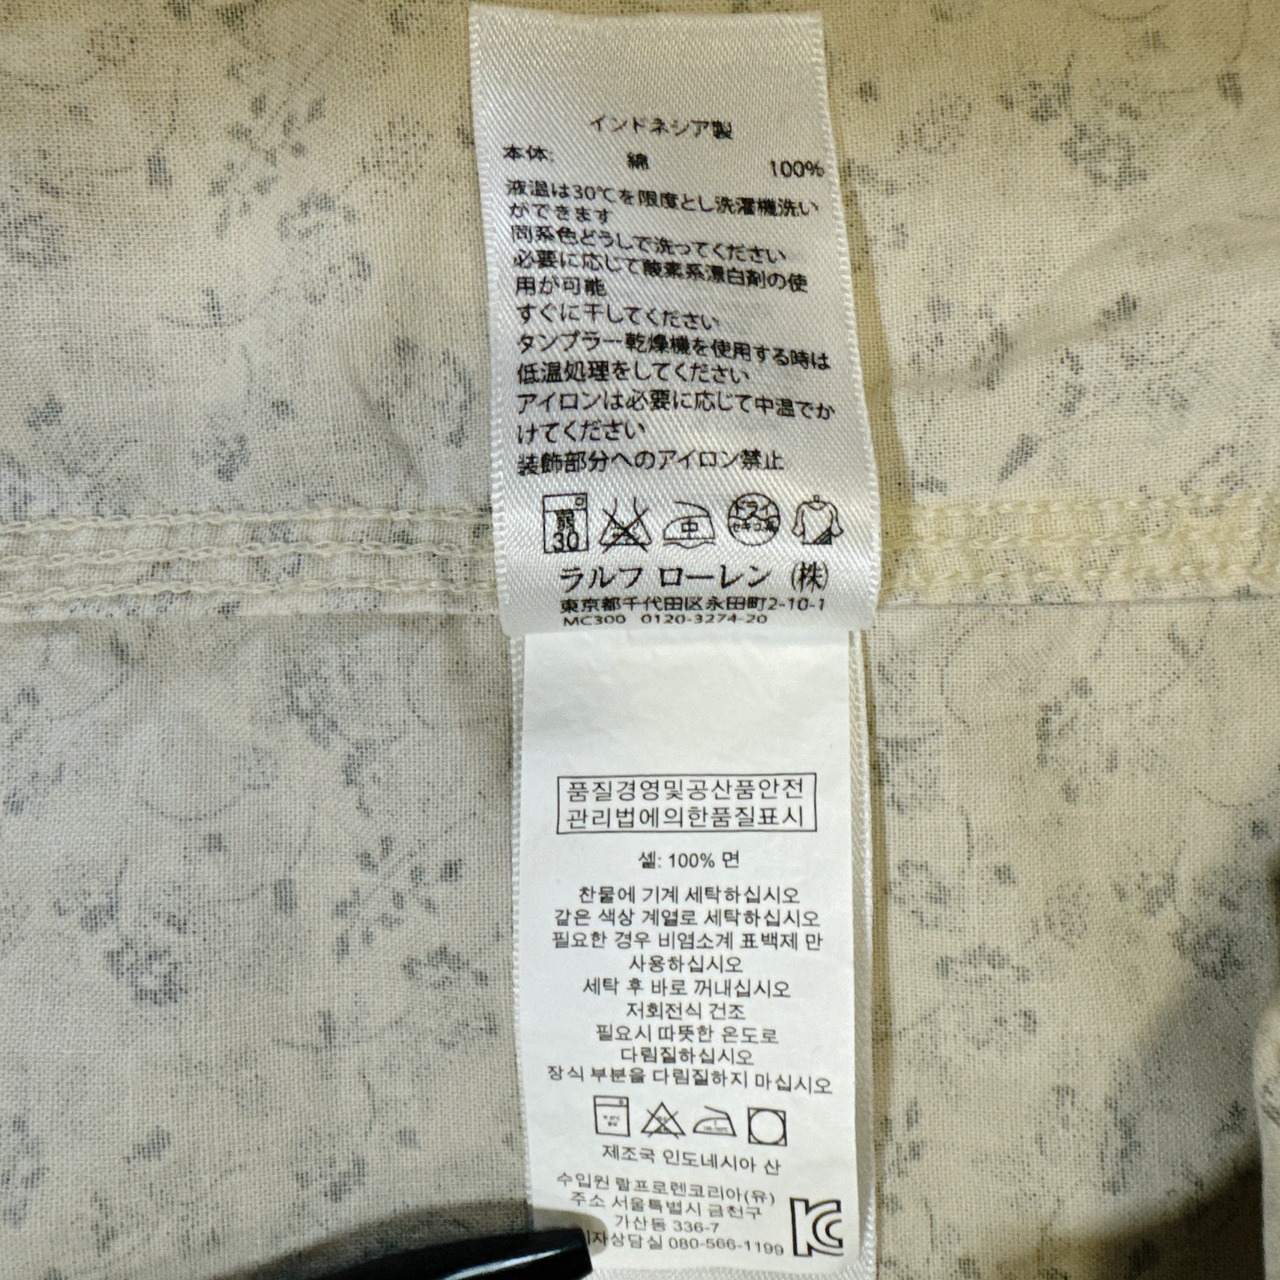 インドネシア製
本体: 綿 100%
液温は30℃を限度とし洗濯機洗い
ができます
同系色どうしで洗ってください
必要に応じて酸素系漂白剤の使
用が可能
すぐに干してください
タンブラー乾燥機を使用する時は
低温処理をしてください
アイロンは必要に応じて中温でか
けてください
装飾部分へのアイロン禁止
弱 30 中 ドライ セキユ系
ラルフ ローレン (株)
東京都千代田区永田町2-10-1
MC300 0120-3274-20
품질경영및공산품안전
관리법에의한품질표시
셸: 100% 면
찬물에 기계 세탁하십시오
같은 색상 계열로 세탁하십시오
필요한 경우 비염소계 표백제 만
사용하십시오
세탁 후 바로 꺼내십시오
저회전식 건조
필요시 따뜻한 온도로
다림질하십시오
장식 부분을 다림질하지 마십시오
제조국 인도네시아 산
수입원 랄프로렌코리아(유)
주소 서울특별시 금천구
가산동 336-7
자상담실 080-566-1199